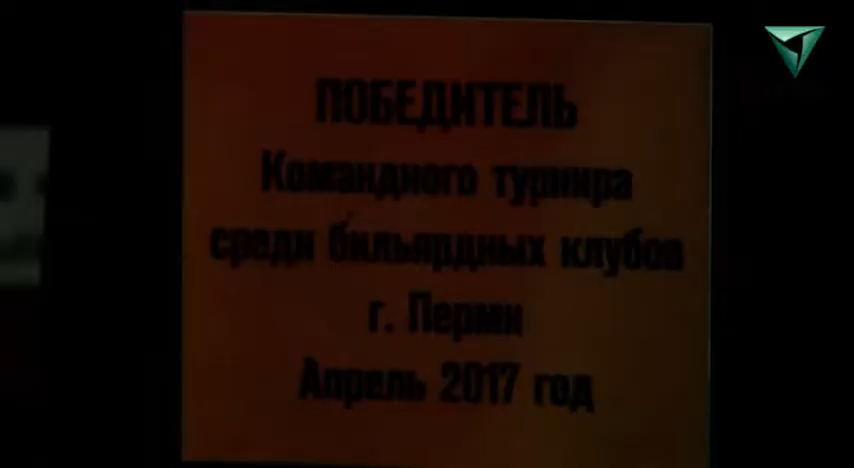 ПОБЕДИТЕЛЬ
Командного турнира
среди бильярдных клубов
г. Перми
Апрель 2017 год